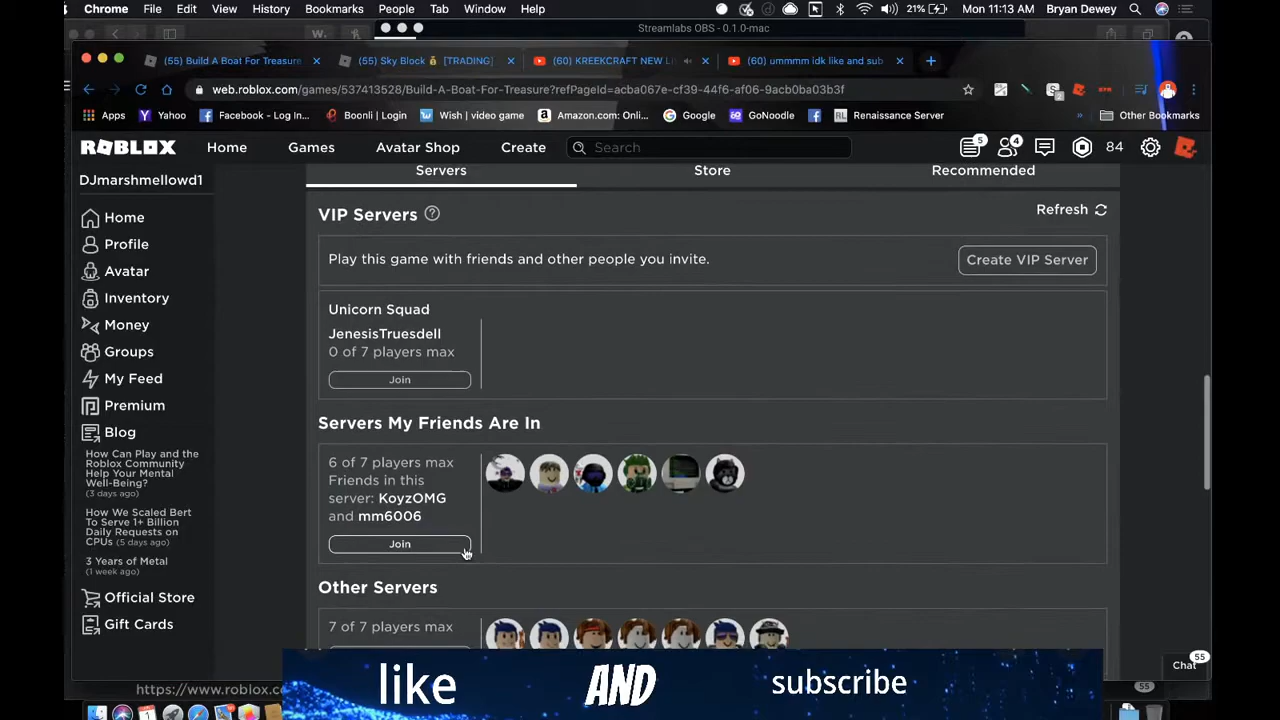 Chrome File Edit View History Bookmarks People Tab Window Help 21% Mon 11:13 AM Bryan Dewey
Streamlabs OBS - 0.1.0-mac
(55) Build A Boat For Treasure (55) Sky Block [TRADING] (60) KREEKCRAFT NEW LI (60) ummmm idk like and sub
web.roblox.com/games/537413528/Build-A-Boat-For-Treasure?refPageId=acba067e-cf39-44f6-af06-9acb0ba03b3f
Apps Yahoo Facebook - Log In... Boonli | Login Wish | video game Amazon.com: Onli... Google GoNoodle RL Renaissance Server » Other Bookmarks
ROBLOX Home Games Avatar Shop Create Search 5 4 84
DJmarshmellowd1
Servers Store Recommended
Home
Profile
Avatar
Inventory
Money
Groups
My Feed
Premium
Blog
How Can Play and the
Roblox Community
Help Your Mental
Well-Being?
(3 days ago)
How We Scaled Bert
To Serve 1+ Billion
Daily Requests on
CPUs (5 days ago)
3 Years of Metal
(1 week ago)
Official Store
Gift Cards
VIP Servers ? Refresh
Play this game with friends and other people you invite. Create VIP Server
Unicorn Squad
JenesisTruesdell
0 of 7 players max
Join
Servers My Friends Are In
6 of 7 players max
Friends in this
server: KoyzOMG
and mm6006
Join
Other Servers
7 of 7 players max
Chat 55
https://www.roblox
55
like AND subscribe